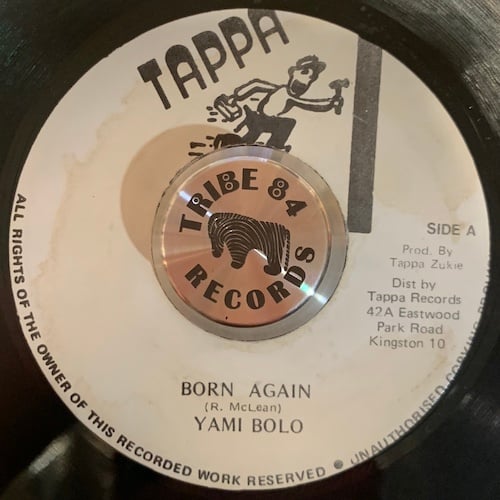 TAPPA
TRIBE 84
RECORDS
SIDE A
Prod. By
Tappa Zukie
Dist by
Tappa Records
42A Eastwood
Park Road
Kingston 10
BORN AGAIN
(R. McLean)
YAMI BOLO
ALL RIGHTS OF THE OWNER OF THIS RECORDED WORK RESERVED ● UNAUTHORISED COPYING